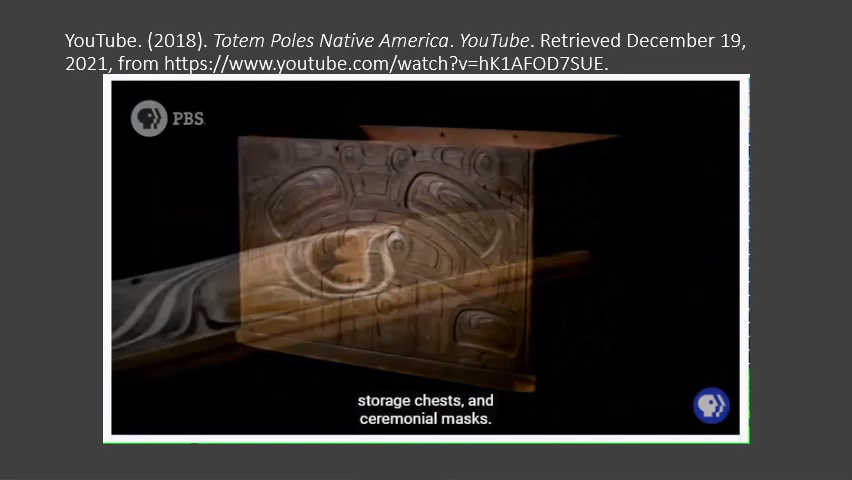 YouTube. (2018). Totem Poles Native America. YouTube. Retrieved December 19,
2021, from https://www.youtube.com/watch?v=hK1AFOD7SUE.
PBS.
storage chests, and
ceremonial masks.